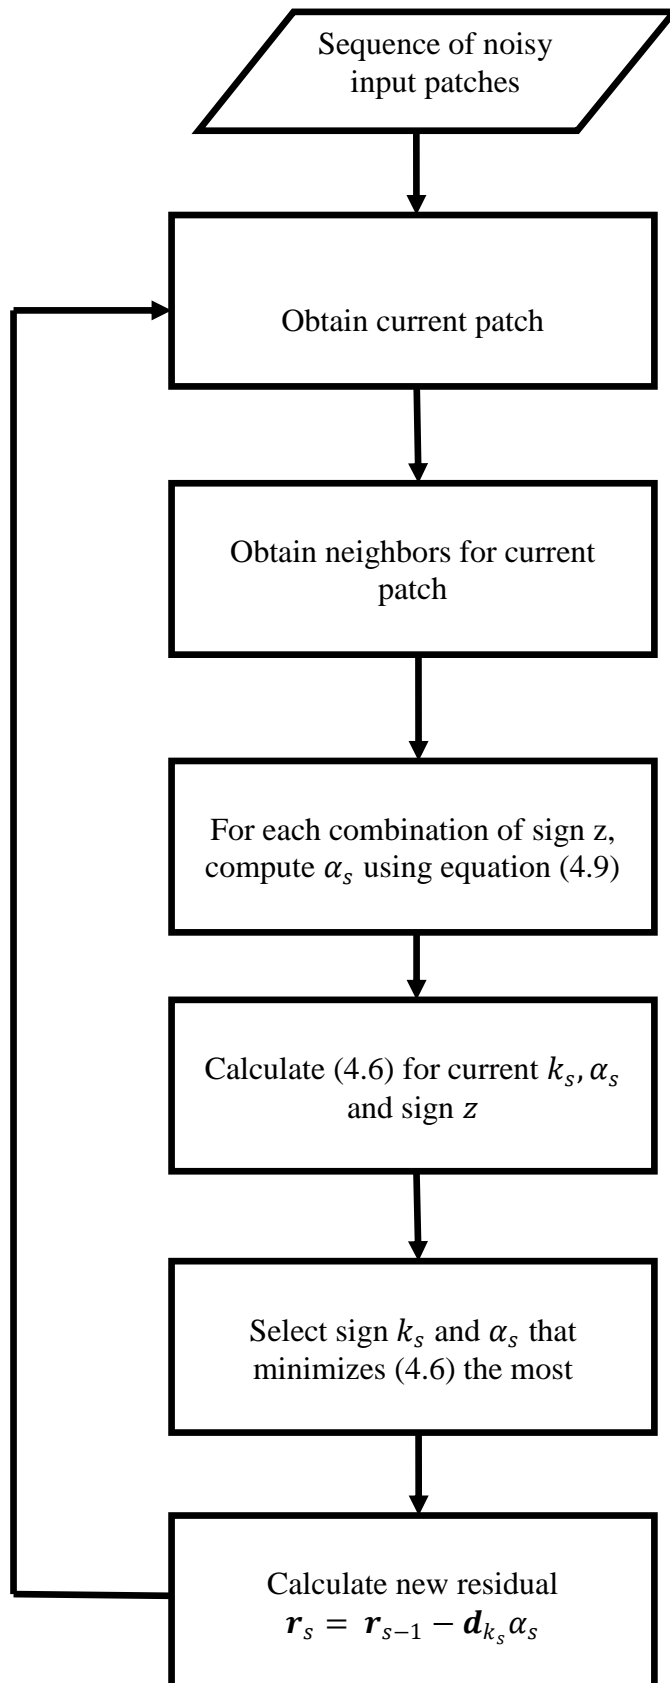 Sequence of noisy
input patches
Obtain current patch
Obtain neighbors for current
patch
For each combination of sign z,
compute 𝛼ₛ using equation (4.9)
Calculate (4.6) for current 𝑘ₛ, 𝛼ₛ
and sign 𝑧
Select sign 𝑘ₛ and 𝛼ₛ that
minimizes (4.6) the most
Calculate new residual
𝒓ₛ = 𝒓ₛ₋₁ − 𝒅_{𝑘ₛ}𝛼ₛ